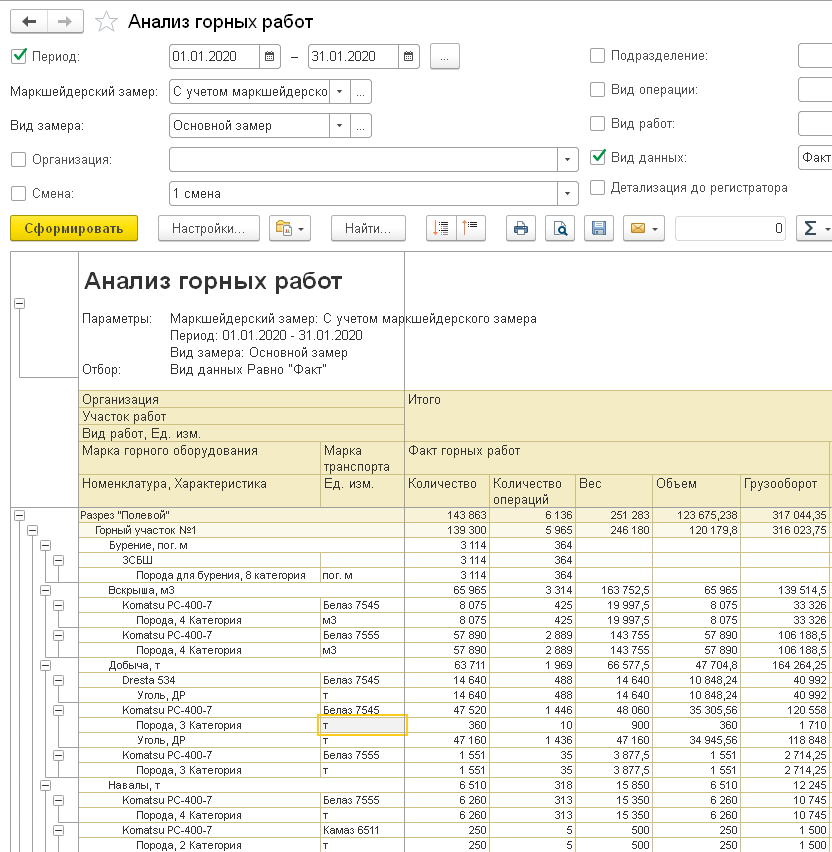 Анализ горных работ
Период: 01.01.2020 – 31.01.2020 ... Подразделение:
Маркшейдерский замер: С учетом маркшейдерско ... Вид операции:
Вид замера: Основной замер ... Вид работ:
Организация: Вид данных: Факт
Смена: 1 смена Детализация до регистратора
Сформировать Настройки... Найти... 0 Σ
Анализ горных работ
Параметры: Маркшейдерский замер: С учетом маркшейдерского замера
Период: 01.01.2020 - 31.01.2020
Вид замера: Основной замер
Отбор: Вид данных Равно "Факт"
Организация Итого
Участок работ
Вид работ, Ед. изм.
Марка горного оборудования Марка транспорта Факт горных работ
Номенклатура, Характеристика Ед. изм. Количество Количество операций Вес Объем Грузооборот
Разрез "Полевой" 143 863 6 136 251 283 123 675,238 317 044,35
Горный участок №1 139 300 5 965 246 180 120 179,8 316 023,75
Бурение, пог. м 3 114 364
3СБШ 3 114 364
Порода для бурения, 8 категория пог. м 3 114 364
Вскрыша, м3 65 965 3 314 163 752,5 65 965 139 514,5
Komatsu PC-400-7 Белаз 7545 8 075 425 19 997,5 8 075 33 326
Порода, 4 Категория м3 8 075 425 19 997,5 8 075 33 326
Komatsu PC-400-7 Белаз 7555 57 890 2 889 143 755 57 890 106 188,5
Порода, 4 Категория м3 57 890 2 889 143 755 57 890 106 188,5
Добыча, т 63 711 1 969 66 577,5 47 704,8 164 264,25
Dresta 534 Белаз 7545 14 640 488 14 640 10 848,24 40 992
Уголь, ДР т 14 640 488 14 640 10 848,24 40 992
Komatsu PC-400-7 Белаз 7545 47 520 1 446 48 060 35 305,56 120 558
Порода, 3 Категория т 360 10 900 360 1 710
Уголь, ДР т 47 160 1 436 47 160 34 945,56 118 848
Komatsu PC-400-7 Белаз 7555 1 551 35 3 877,5 1 551 2 714,25
Порода, 3 Категория т 1 551 35 3 877,5 1 551 2 714,25
Навалы, т 6 510 318 15 850 6 510 12 245
Komatsu PC-400-7 Белаз 7555 6 260 313 15 350 6 260 10 745
Порода, 4 Категория т 6 260 313 15 350 6 260 10 745
Komatsu PC-400-7 Камаз 6511 250 5 500 250 1 500
Порода, 2 Категория т 250 5 500 250 1 500